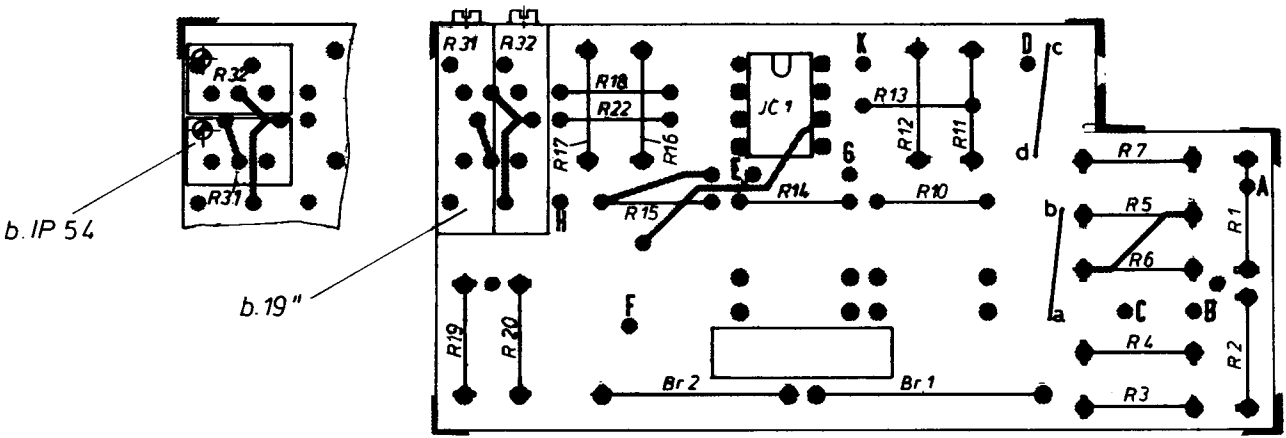 R32
R31
b. IP 54
R31 R32
R18
R22
R17
R16
JC 1
K
R13
R12
R11
D
c
d
R7
A
E
G
H
R15
R14
R10
b
R5
R1
R6
b. 19"
F
a
C
B
R19
R20
R4
R2
Br 2
Br 1
R3